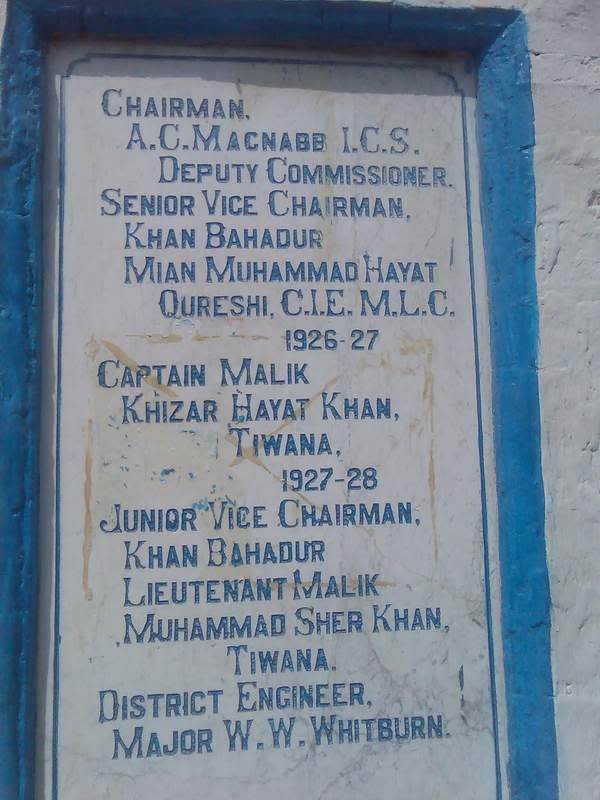 CHAIRMAN,
A.C. MACNABB I.C.S.
DEPUTY COMMISSIONER.
SENIOR VICE CHAIRMAN,
KHAN BAHADUR
MIAN MUHAMMAD HAYAT
QURESHI, C.I.E. M.L.C.
1926-27
CAPTAIN MALIK
KHIZAR HAYAT KHAN,
TIWANA,
1927-28
JUNIOR VICE CHAIRMAN,
KHAN BAHADUR
LIEUTENANT MALIK
MUHAMMAD SHER KHAN,
TIWANA.
DISTRICT ENGINEER,
MAJOR W. W. WHITBURN.